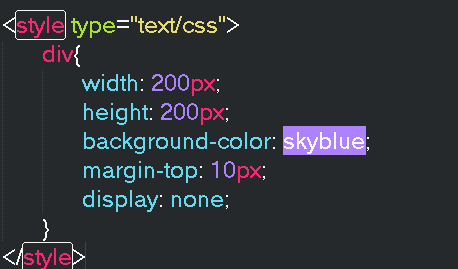 <style type="text/css">
div{
width: 200px;
height: 200px;
background-color: skyblue;
margin-top: 10px;
display: none;
}
</style>